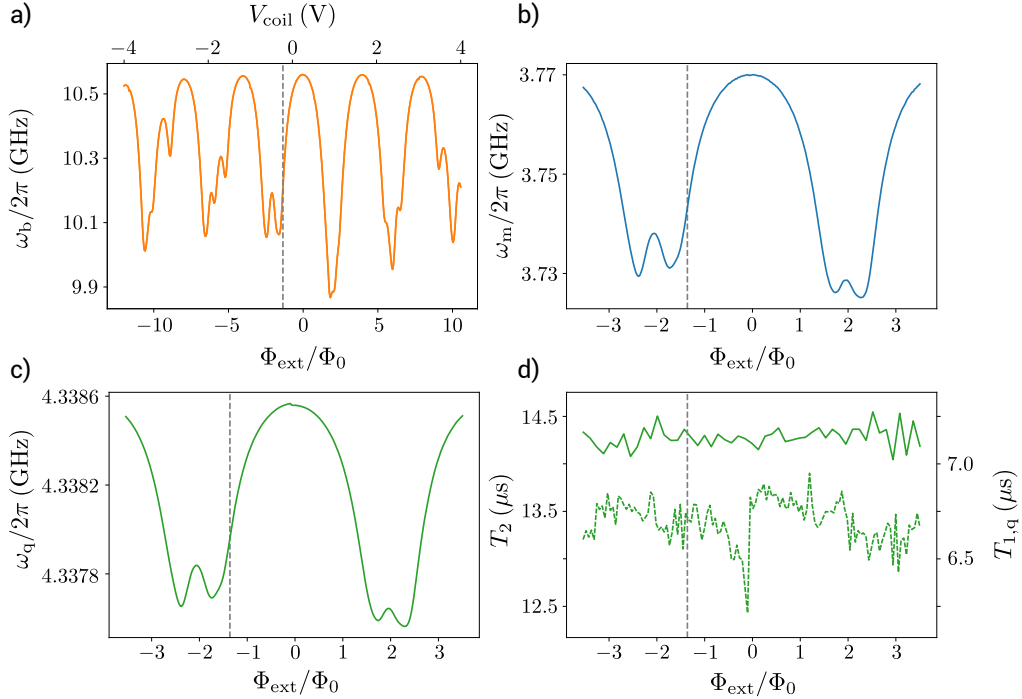 a)
V_coil (V)
−4 −2 0 2 4
10.5
10.3
10.1
9.9
ω_b/2π (GHz)
−10 −5 0 5 10
Φ_ext/Φ_0
b)
3.77
3.75
3.73
ω_m/2π (GHz)
−3 −2 −1 0 1 2 3
Φ_ext/Φ_0
c)
4.3386
4.3382
4.3378
ω_q/2π (GHz)
−3 −2 −1 0 1 2 3
Φ_ext/Φ_0
d)
14.5
13.5
12.5
T_2 (μs)
7.0
6.5
T_1,q (μs)
−3 −2 −1 0 1 2 3
Φ_ext/Φ_0